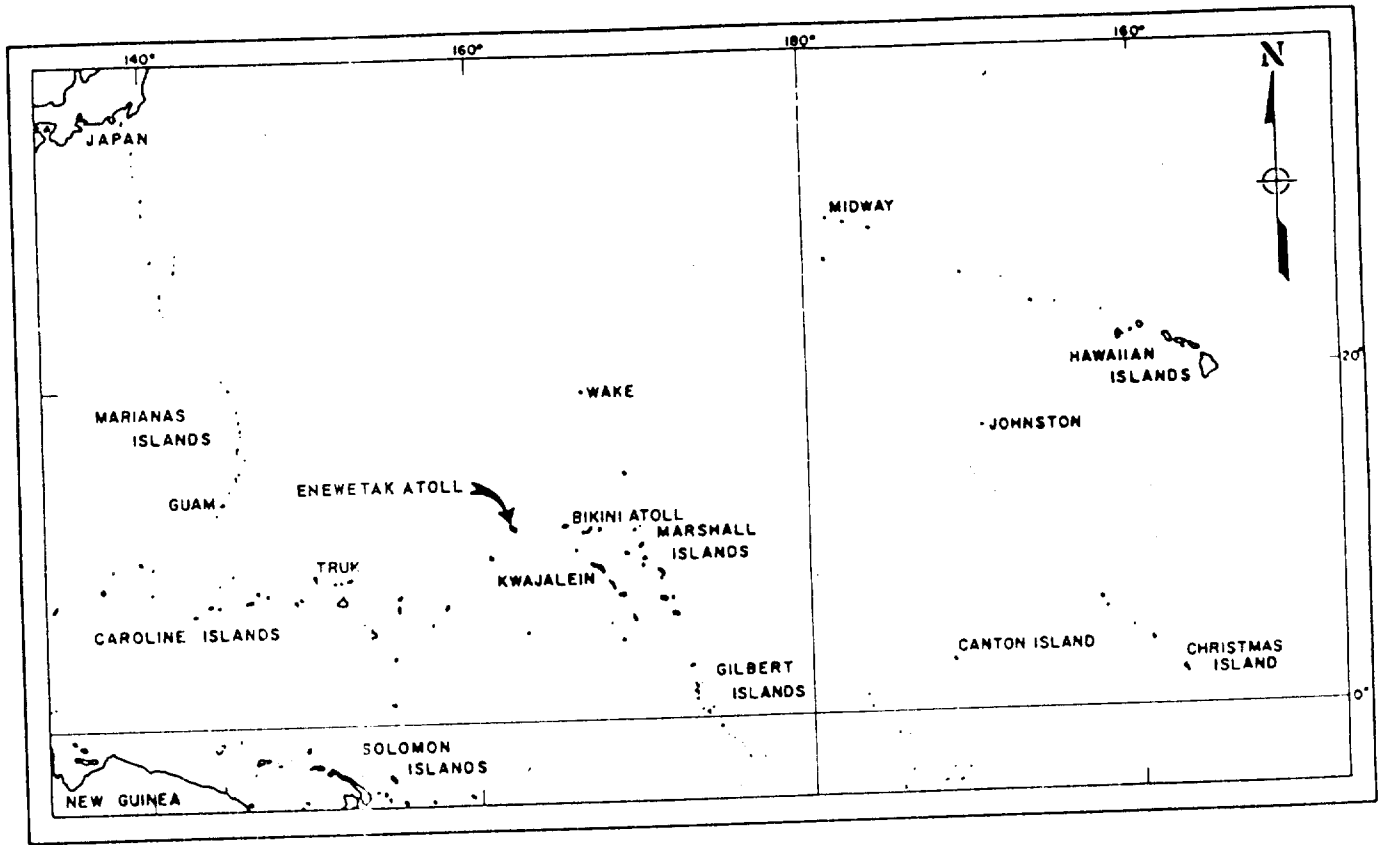 140°
160°
180°
160°
N
JAPAN
MIDWAY
HAWAIIAN
ISLANDS
20°
WAKE
MARIANAS
ISLANDS
JOHNSTON
ENEWETAK ATOLL
GUAM
BIKINI ATOLL
MARSHALL
ISLANDS
TRUK
KWAJALEIN
CAROLINE ISLANDS
CANTON ISLAND
CHRISTMAS
ISLAND
GILBERT
ISLANDS
0°
SOLOMON
ISLANDS
NEW GUINEA